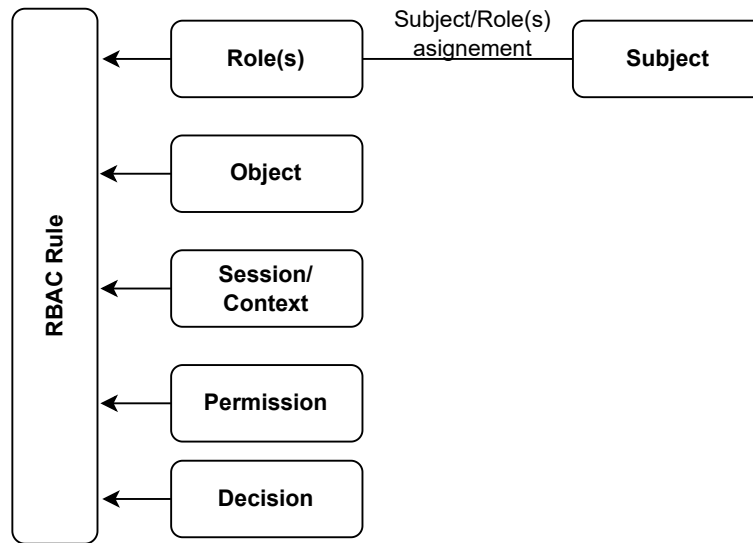 Subject/Role(s)
asignement
Role(s)
Subject
Object
RBAC Rule
Session/
Context
Permission
Decision